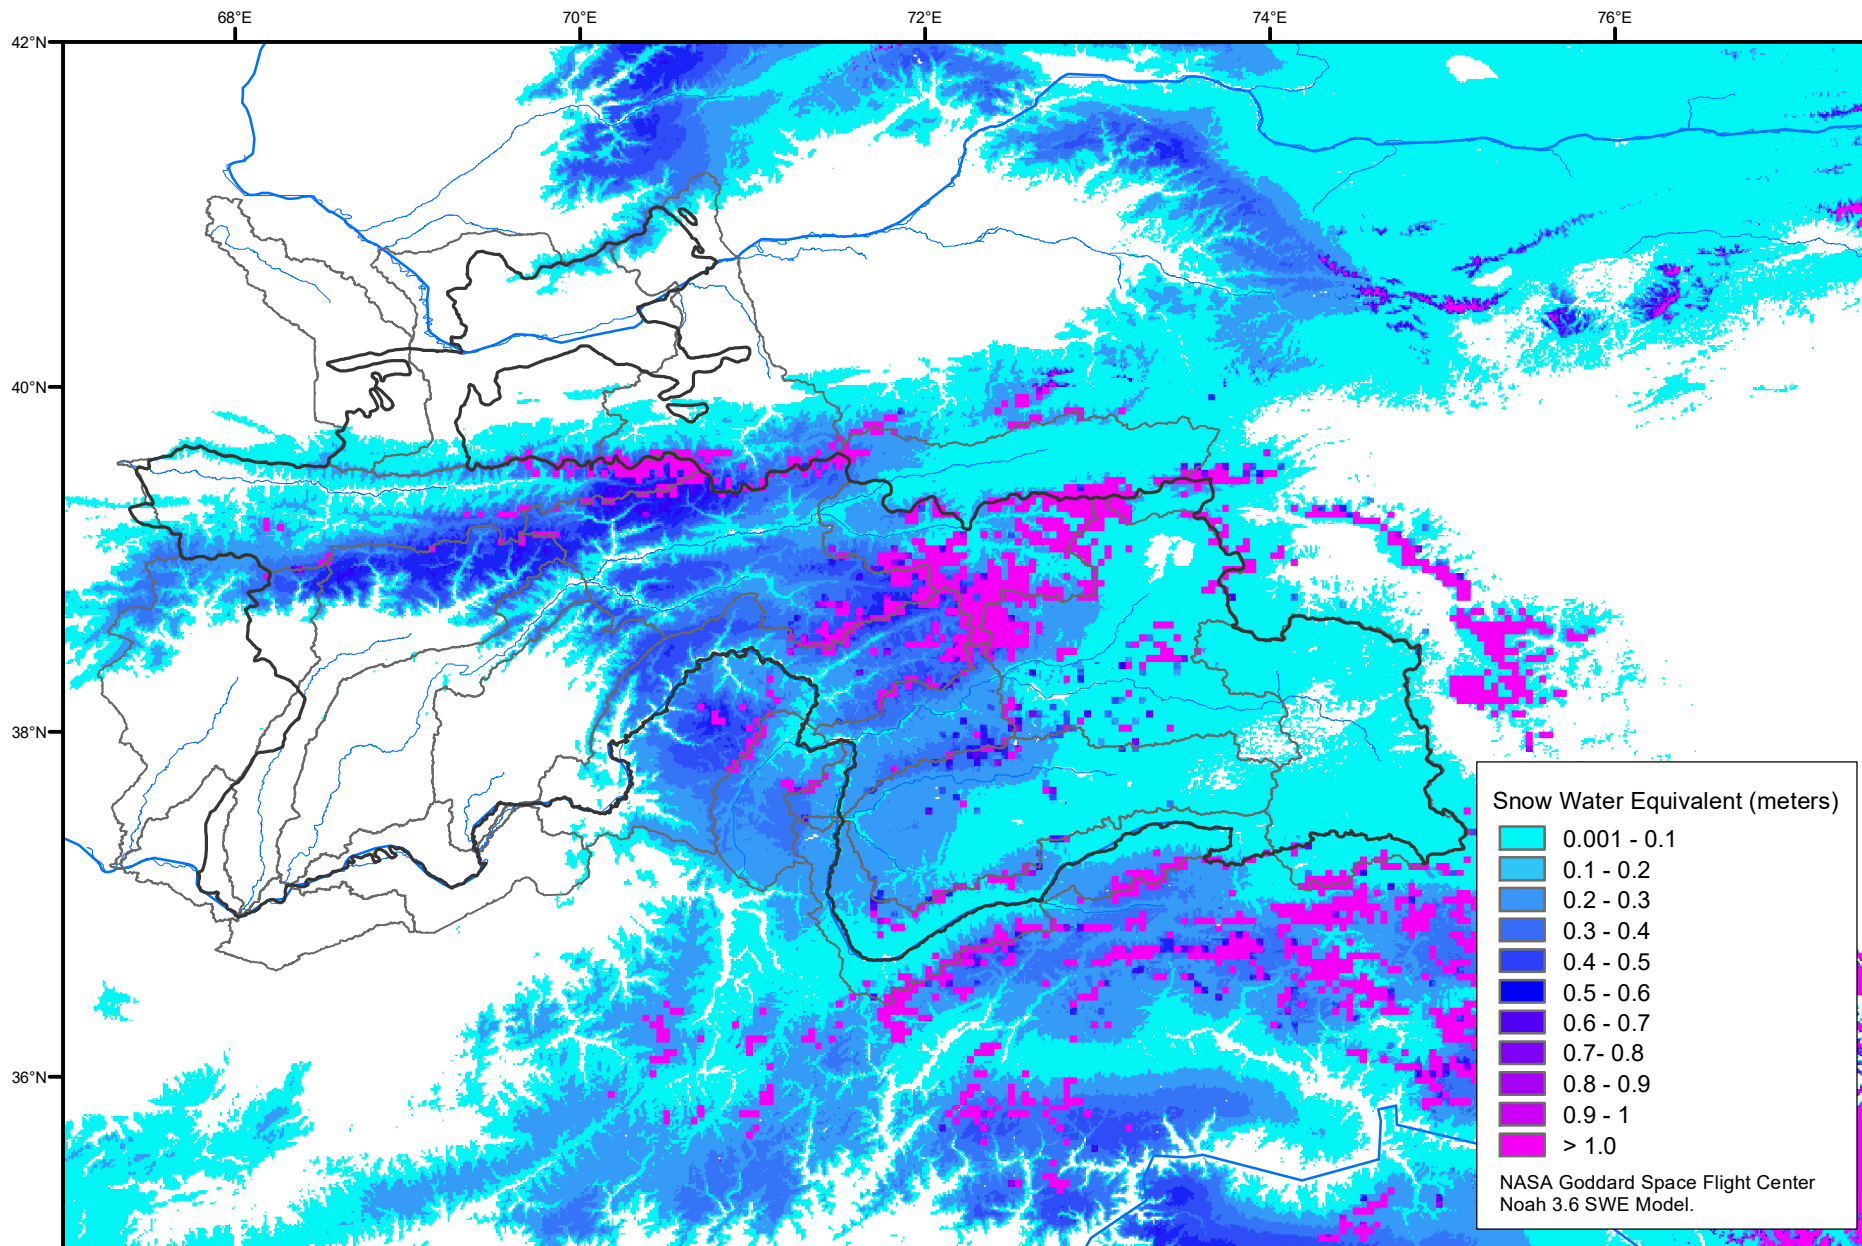 68°E 70°E 72°E 74°E 76°E
42°N
40°N
38°N
36°N
Snow Water Equivalent (meters)
0.001 - 0.1
0.1 - 0.2
0.2 - 0.3
0.3 - 0.4
0.4 - 0.5
0.5 - 0.6
0.6 - 0.7
0.7- 0.8
0.8 - 0.9
0.9 - 1
> 1.0
NASA Goddard Space Flight Center
Noah 3.6 SWE Model.